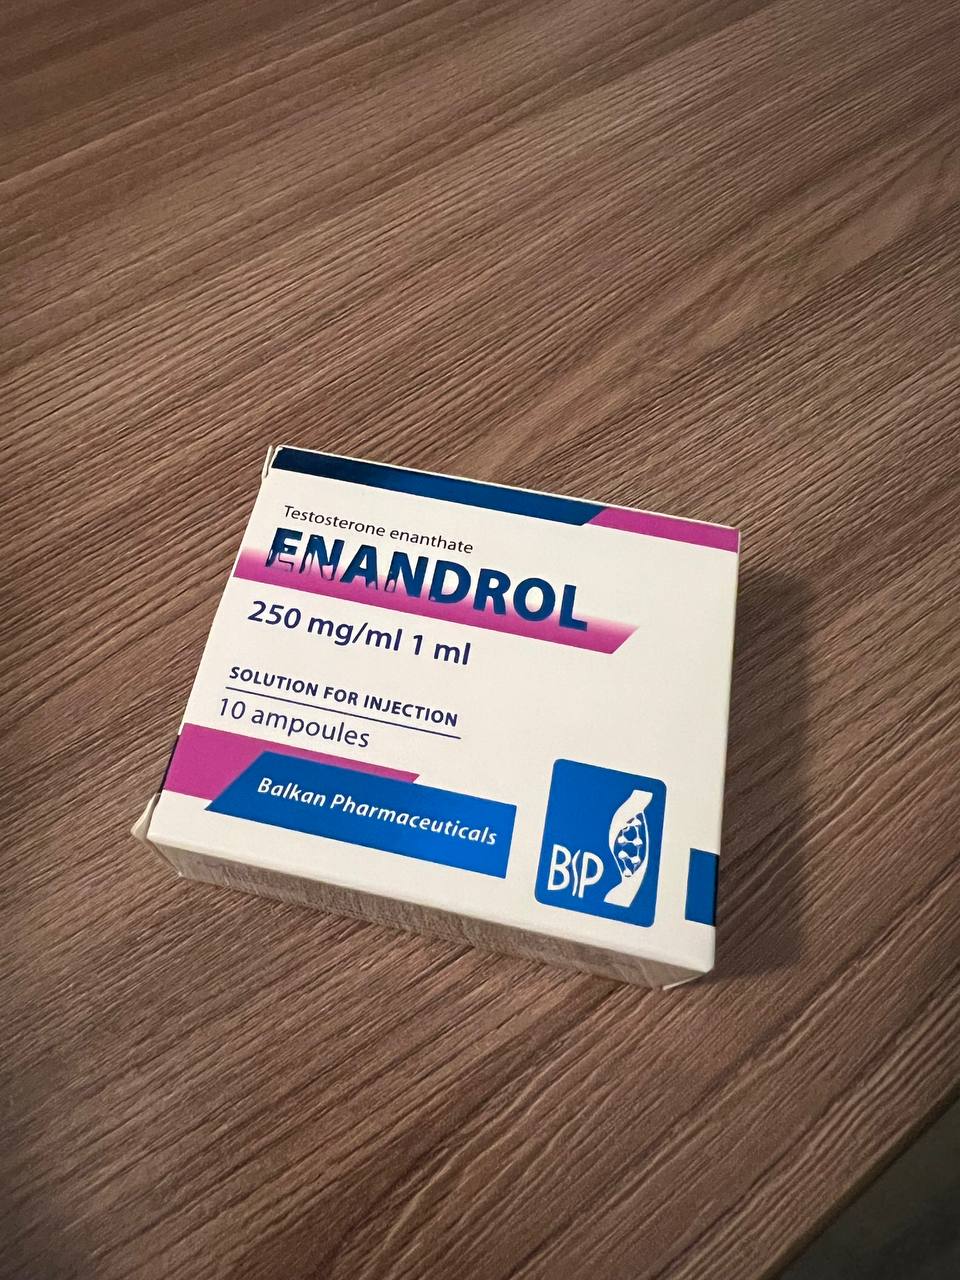 Testosterone enanthate
ENANDROL
250 mg/ml 1 ml
SOLUTION FOR INJECTION
10 ampoules
Balkan Pharmaceuticals
BP